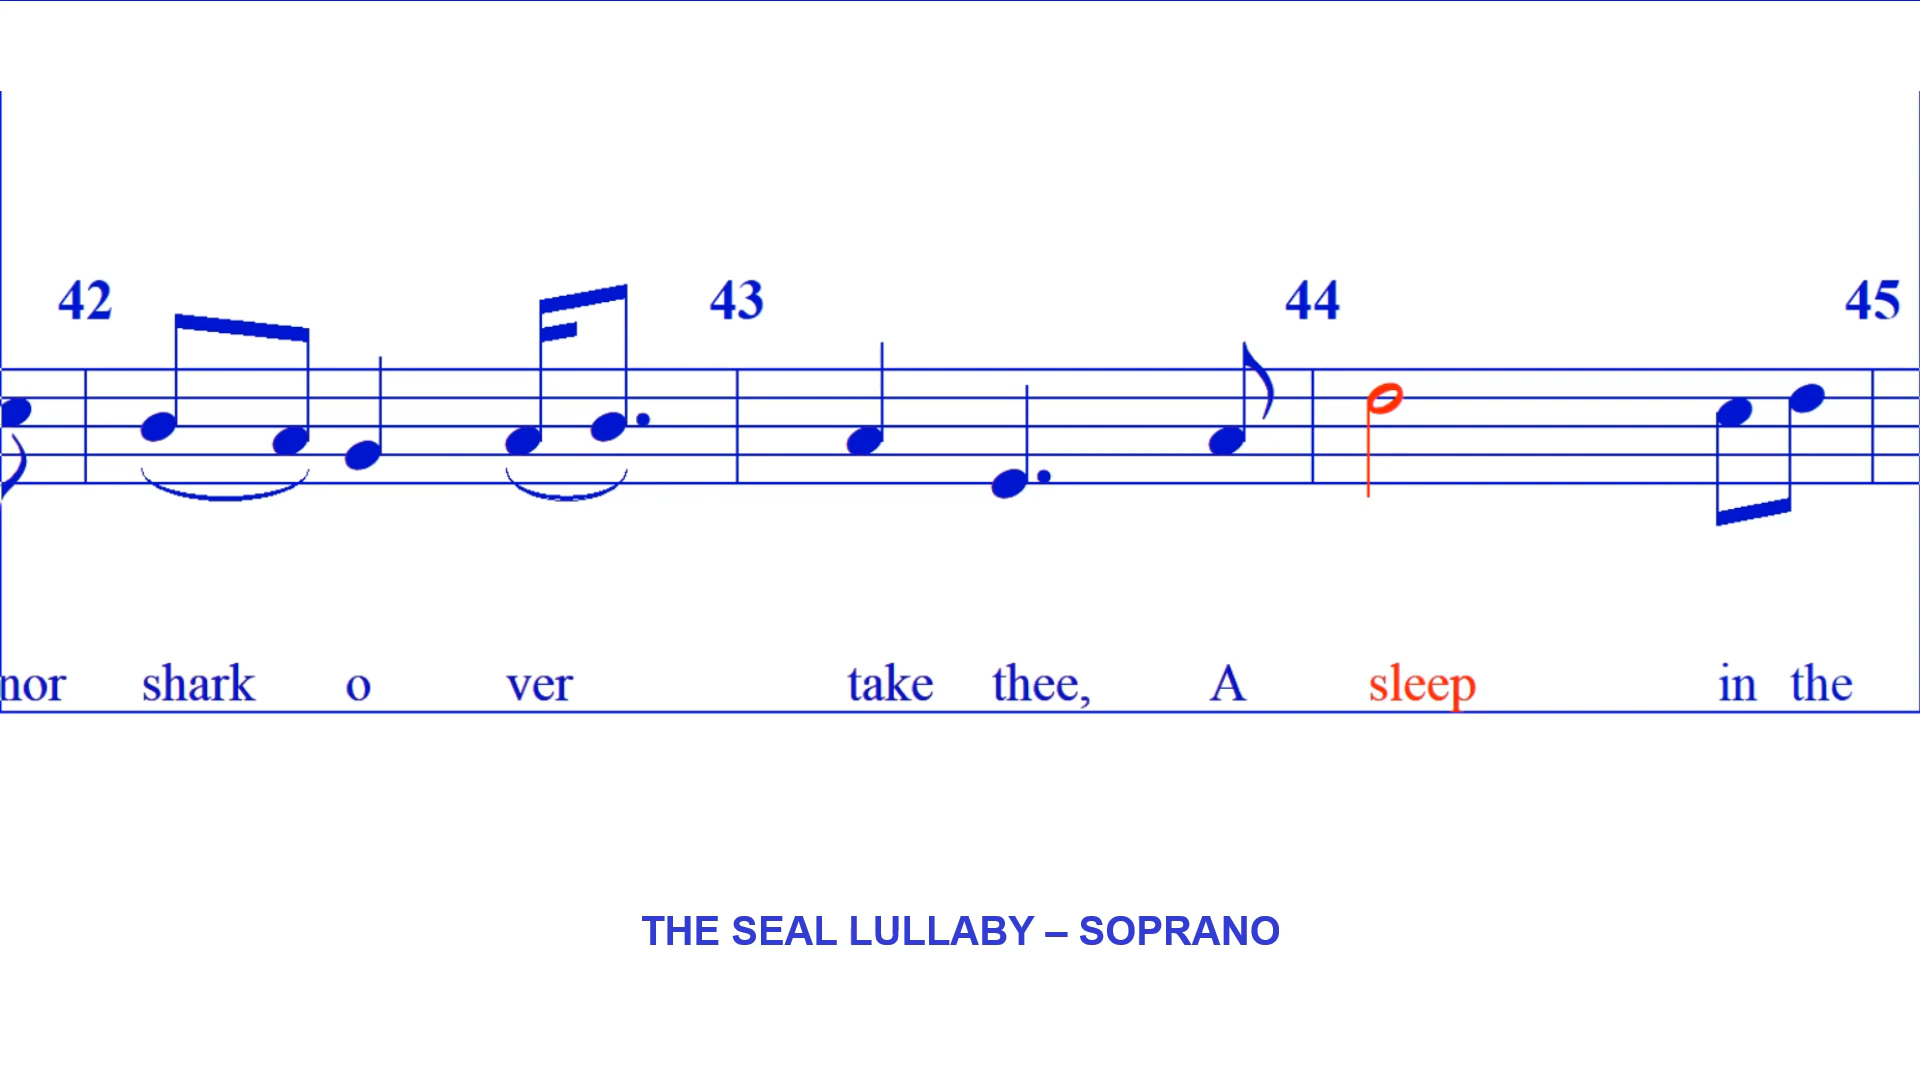 42 43 44 45
nor shark o ver take thee, A sleep in the
THE SEAL LULLABY – SOPRANO